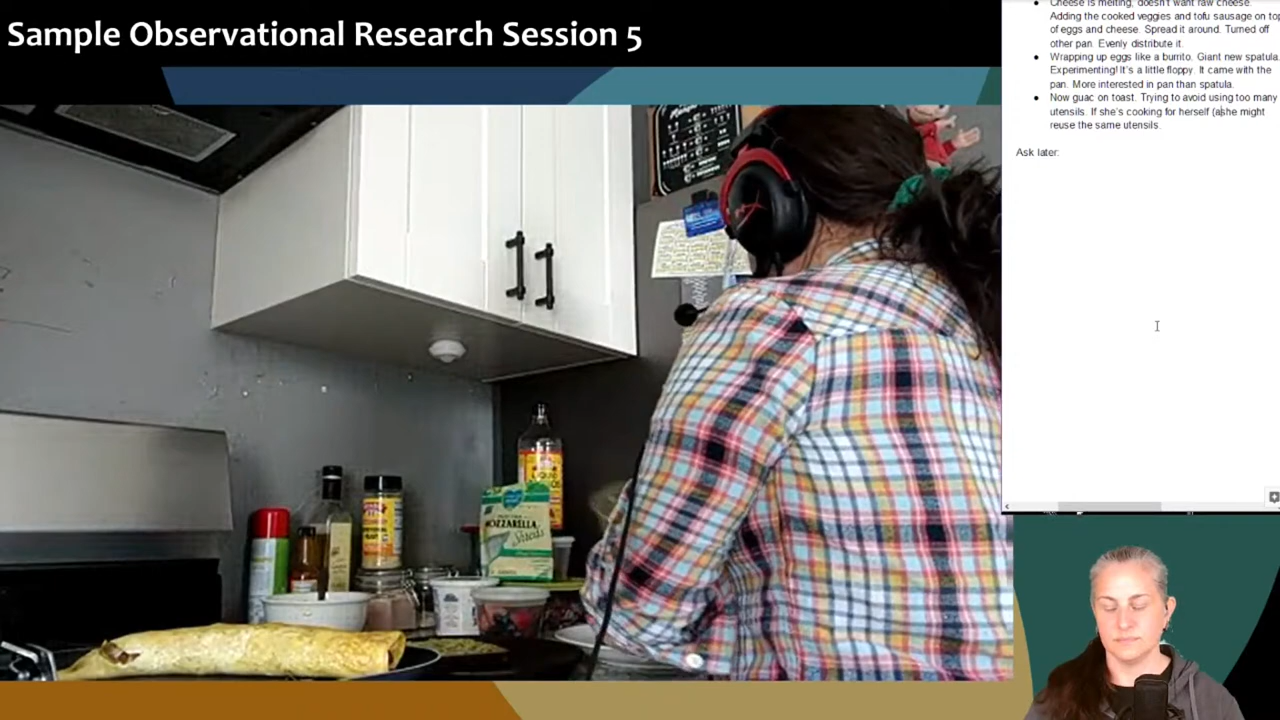 Sample Observational Research Session 5
Cheese is melting, doesn't want raw cheese.
Adding the cooked veggies and tofu sausage on top
of eggs and cheese. Spread it around. Turned off
other pan. Evenly distribute it.
Wrapping up eggs like a burrito. Giant new spatula.
Experimenting! It's a little floppy. It came with the
pan. More interested in pan than spatula.
Now guac on toast. Trying to avoid using too many
utensils. If she's cooking for herself (ashe might
reuse the same utensils.
Ask later:
LIQUID
MOZZARELLA
Shreds